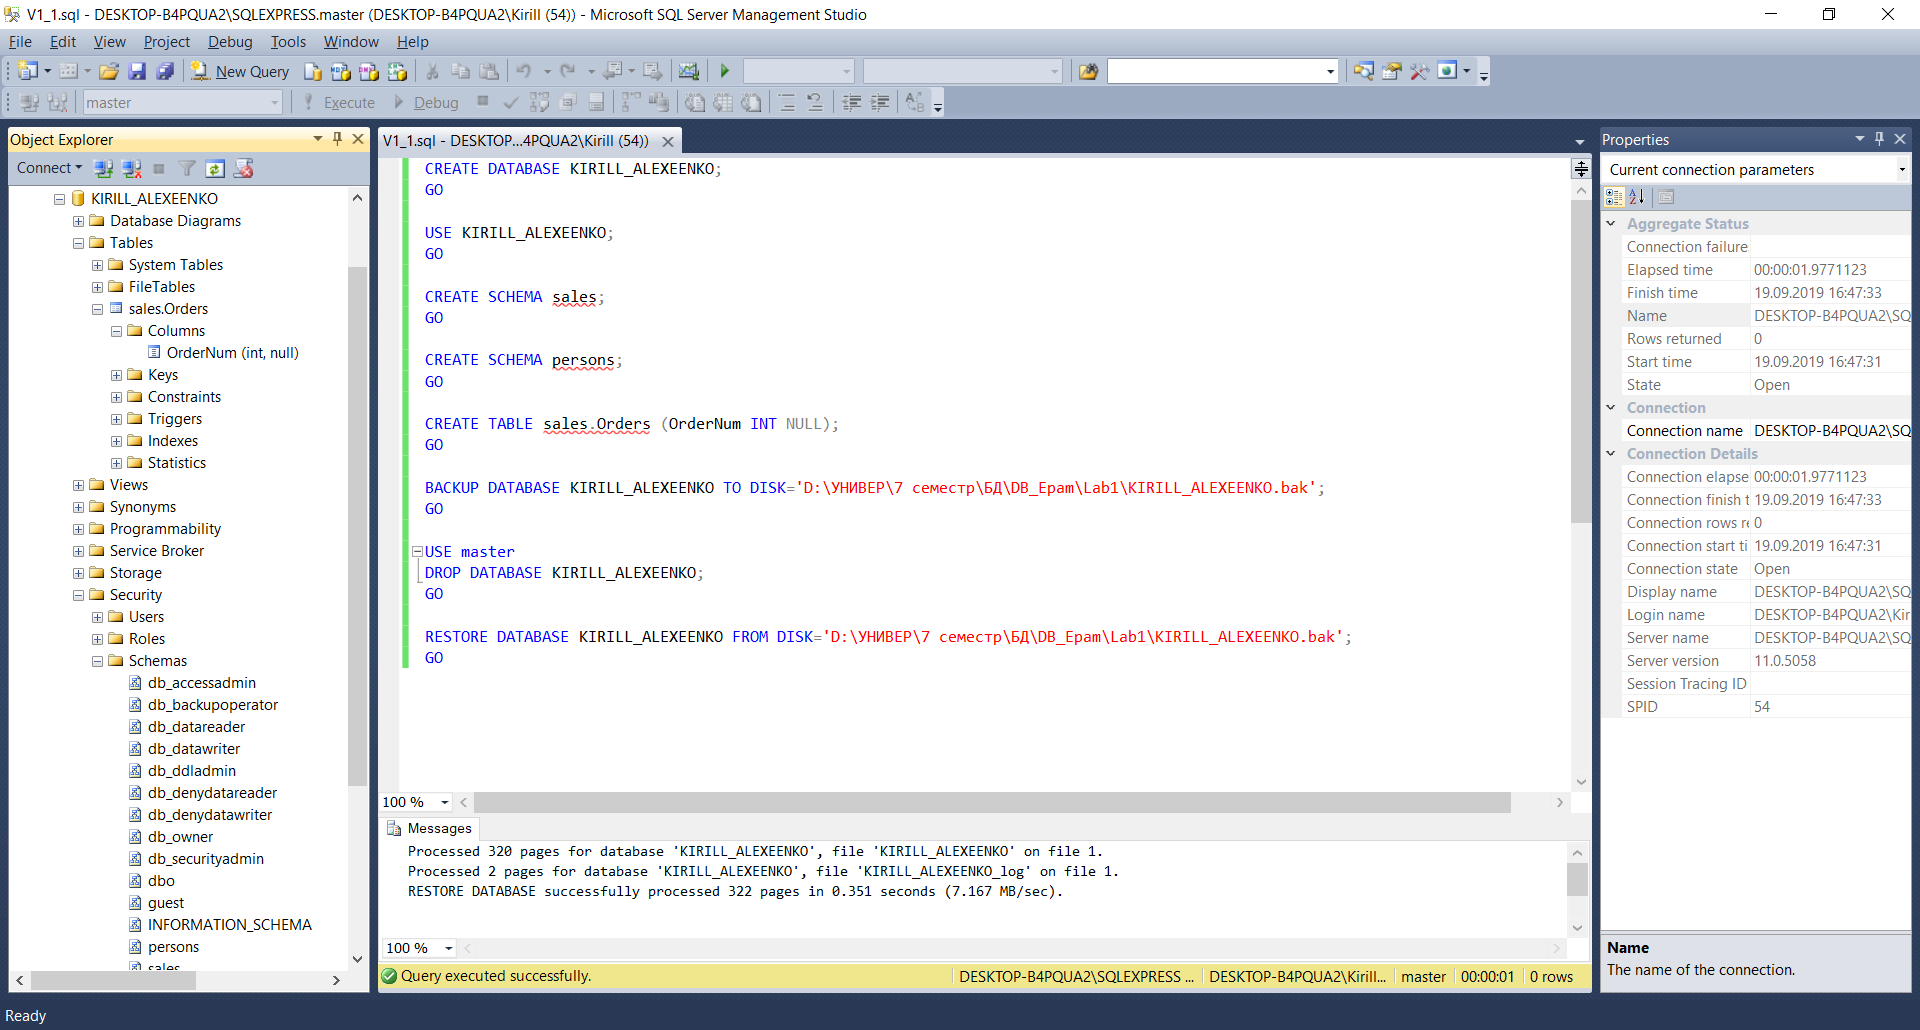 V1_1.sql - DESKTOP-B4PQUA2\SQLEXPRESS.master (DESKTOP-B4PQUA2\Kirill (54)) - Microsoft SQL Server Management Studio
File Edit View Project Debug Tools Window Help
New Query
master Execute Debug
Object Explorer
Connect
KIRILL_ALEXEENKO
Database Diagrams
Tables
System Tables
FileTables
sales.Orders
Columns
OrderNum (int, null)
Keys
Constraints
Triggers
Indexes
Statistics
Views
Synonyms
Programmability
Service Broker
Storage
Security
Users
Roles
Schemas
db_accessadmin
db_backupoperator
db_datareader
db_datawriter
db_ddladmin
db_denydatareader
db_denydatawriter
db_owner
db_securityadmin
dbo
guest
INFORMATION_SCHEMA
persons
sales
V1_1.sql - DESKTOP...4PQUA2\Kirill (54))
CREATE DATABASE KIRILL_ALEXEENKO;
GO
USE KIRILL_ALEXEENKO;
GO
CREATE SCHEMA sales;
GO
CREATE SCHEMA persons;
GO
CREATE TABLE sales.Orders (OrderNum INT NULL);
GO
BACKUP DATABASE KIRILL_ALEXEENKO TO DISK='D:\УНИВЕР\7 семестр\БД\DB_Epam\Lab1\KIRILL_ALEXEENKO.bak';
GO
USE master
DROP DATABASE KIRILL_ALEXEENKO;
GO
RESTORE DATABASE KIRILL_ALEXEENKO FROM DISK='D:\УНИВЕР\7 семестр\БД\DB_Epam\Lab1\KIRILL_ALEXEENKO.bak';
GO
100 %
Messages
Processed 320 pages for database 'KIRILL_ALEXEENKO', file 'KIRILL_ALEXEENKO' on file 1.
Processed 2 pages for database 'KIRILL_ALEXEENKO', file 'KIRILL_ALEXEENKO_log' on file 1.
RESTORE DATABASE successfully processed 322 pages in 0.351 seconds (7.167 MB/sec).
100 %
Query executed successfully. DESKTOP-B4PQUA2\SQLEXPRESS ... DESKTOP-B4PQUA2\Kirill... master 00:00:01 0 rows
Properties
Current connection parameters
Aggregate Status
Connection failure
Elapsed time 00:00:01.9771123
Finish time 19.09.2019 16:47:33
Name DESKTOP-B4PQUA2\SQ
Rows returned 0
Start time 19.09.2019 16:47:31
State Open
Connection
Connection name DESKTOP-B4PQUA2\SQ
Connection Details
Connection elapse 00:00:01.9771123
Connection finish t 19.09.2019 16:47:33
Connection rows re 0
Connection start ti 19.09.2019 16:47:31
Connection state Open
Display name DESKTOP-B4PQUA2\SQ
Login name DESKTOP-B4PQUA2\Kir
Server name DESKTOP-B4PQUA2\SQ
Server version 11.0.5058
Session Tracing ID
SPID 54
Name
The name of the connection.
Ready